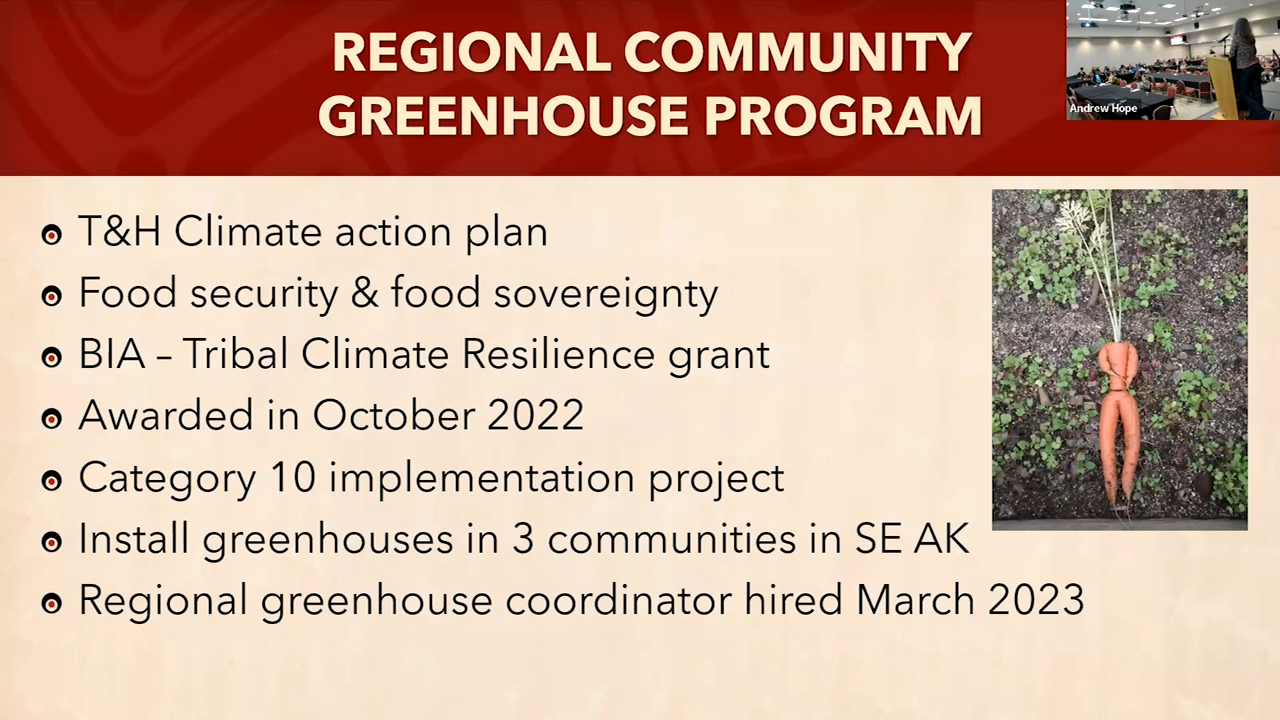 REGIONAL COMMUNITY
GREENHOUSE PROGRAM
Andrew Hope
T&H Climate action plan
Food security & food sovereignty
BIA – Tribal Climate Resilience grant
Awarded in October 2022
Category 10 implementation project
Install greenhouses in 3 communities in SE AK
Regional greenhouse coordinator hired March 2023